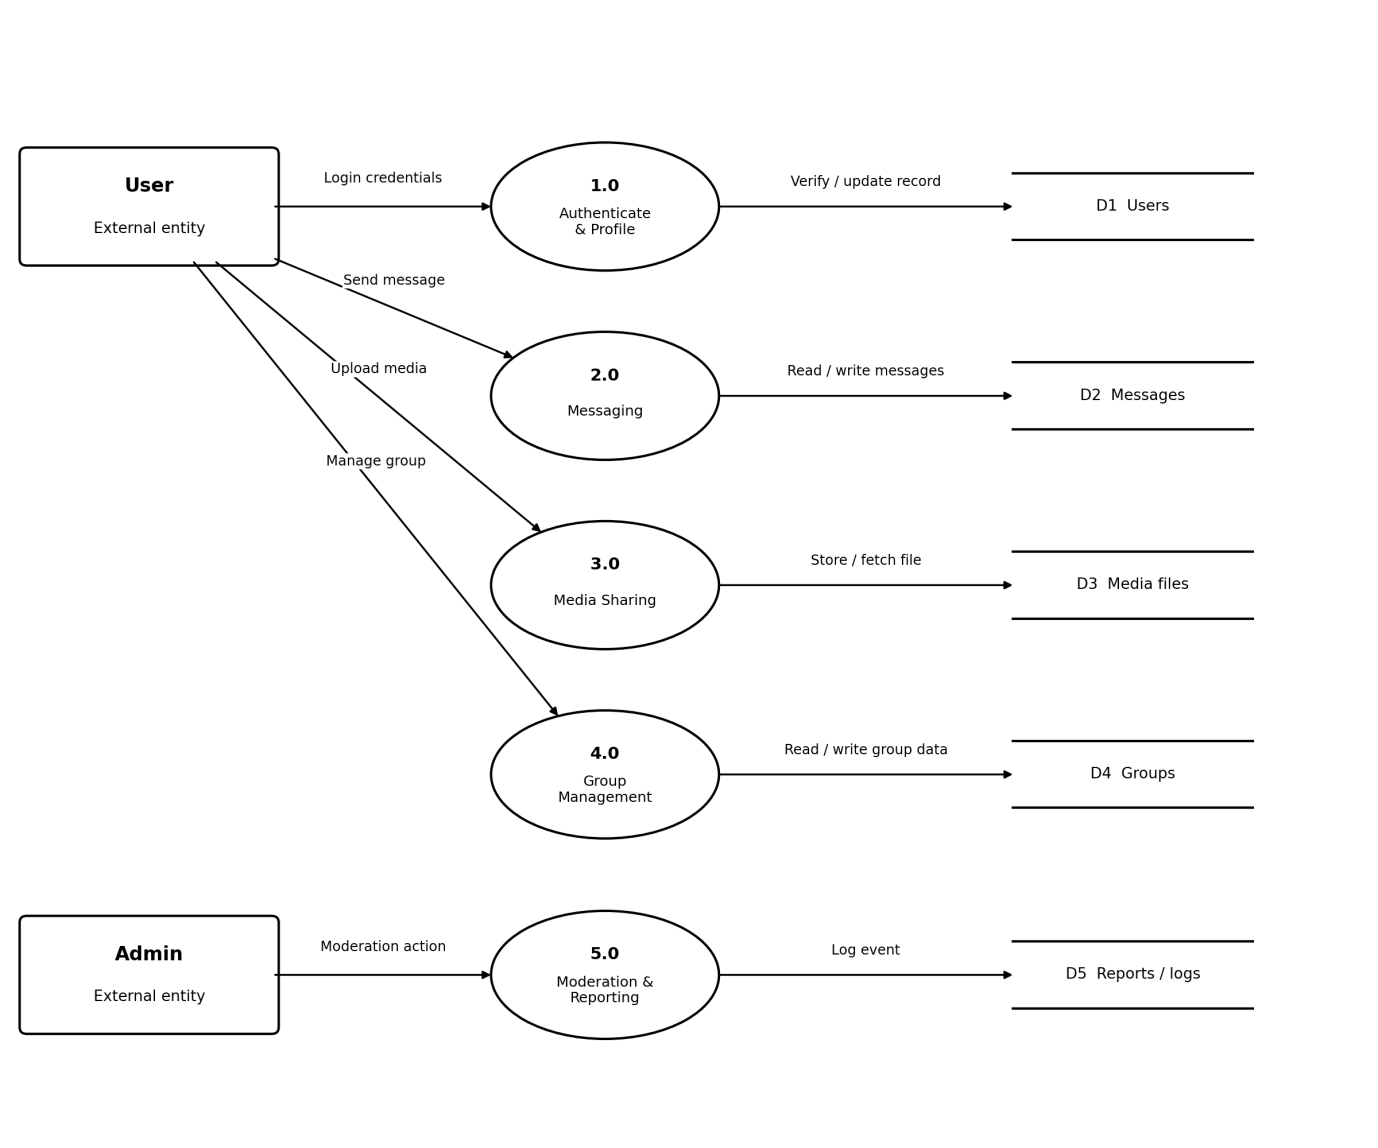 User
External entity
Login credentials
1.0
Authenticate
& Profile
Verify / update record
D1  Users
Send message
2.0
Messaging
Read / write messages
D2  Messages
Upload media
3.0
Media Sharing
Store / fetch file
D3  Media files
Manage group
4.0
Group
Management
Read / write group data
D4  Groups
Admin
External entity
Moderation action
5.0
Moderation &
Reporting
Log event
D5  Reports / logs